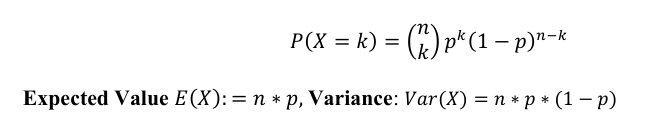 P(X = k) = (n k) p^k (1 − p)^{n−k}
Expected Value E(X): = n * p, Variance: Var(X) = n * p * (1 − p)